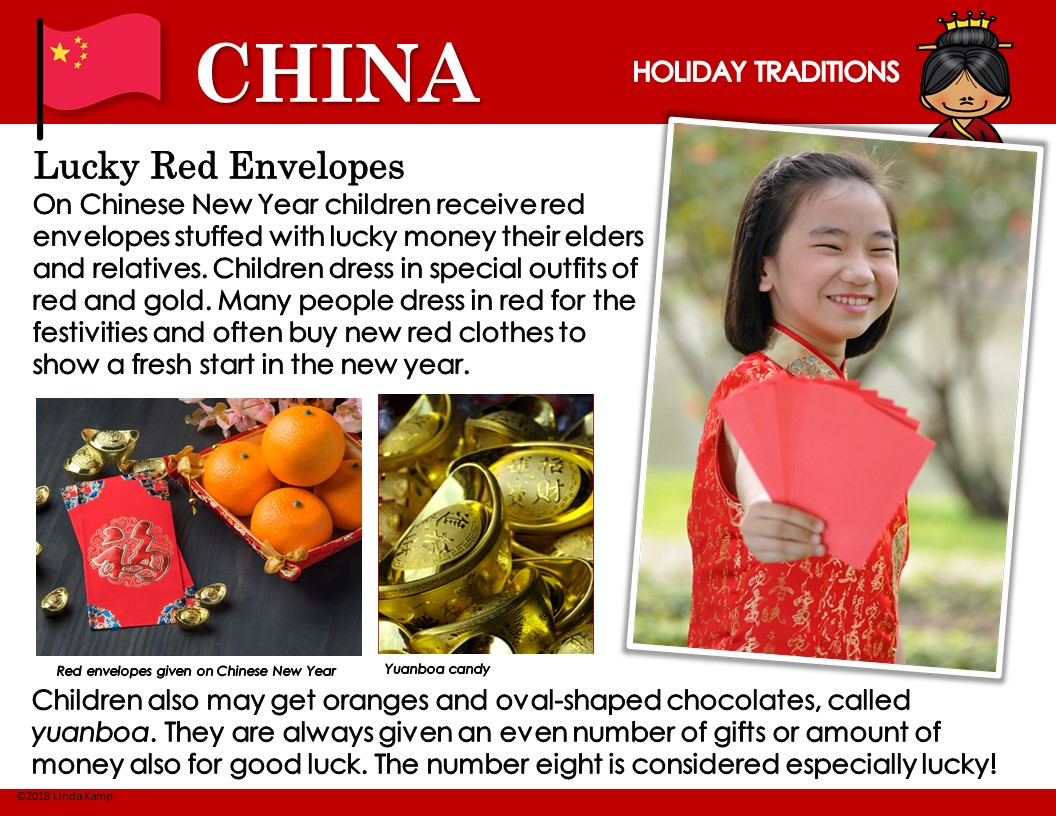 CHINA
HOLIDAY TRADITIONS
Lucky Red Envelopes
On Chinese New Year children receive red
envelopes stuffed with lucky money their elders
and relatives. Children dress in special outfits of
red and gold. Many people dress in red for the
festivities and often buy new red clothes to
show a fresh start in the new year.
招財
Red envelopes given on Chinese New Year
Yuanboa candy
Children also may get oranges and oval-shaped chocolates, called
yuanboa. They are always given an even number of gifts or amount of
money also for good luck. The number eight is considered especially lucky!
©2018 Linda Kamp